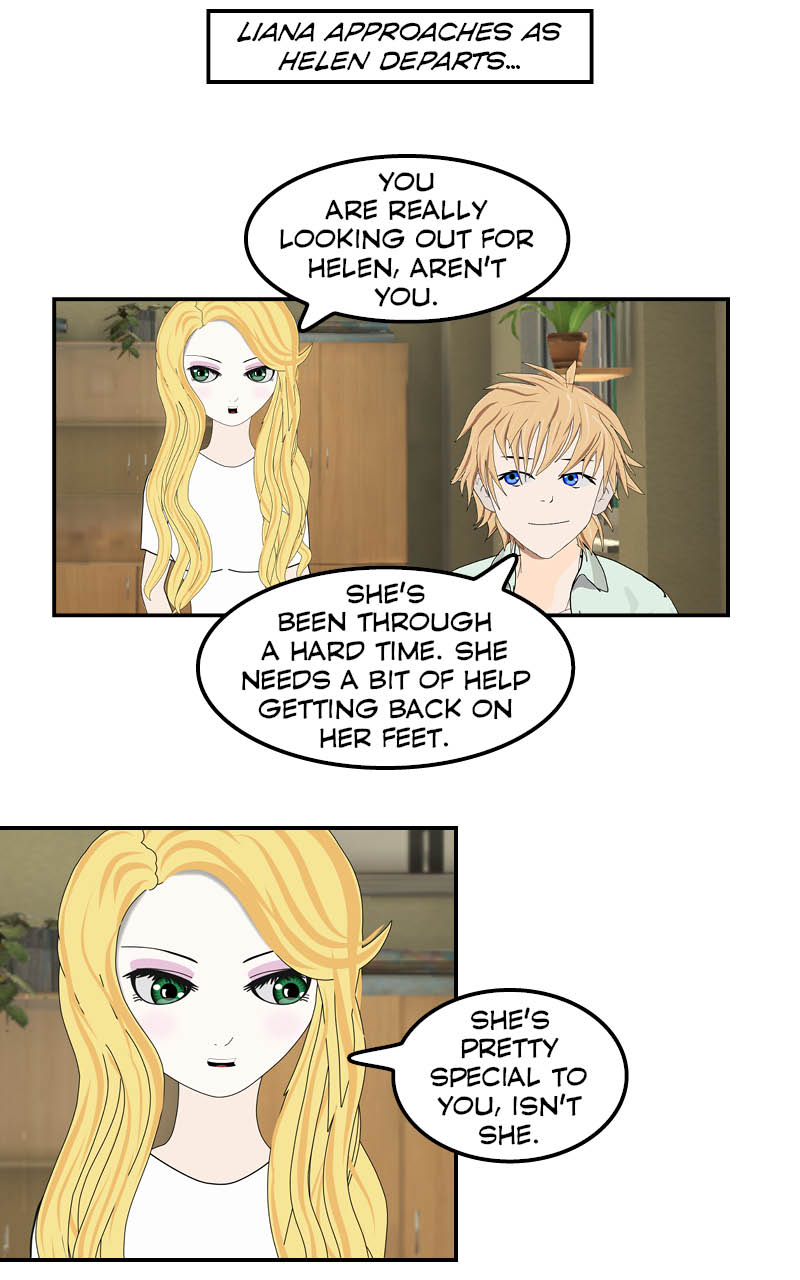 LIANA APPROACHES AS
HELEN DEPARTS...
YOU
ARE REALLY
LOOKING OUT FOR
HELEN, AREN'T
YOU.
SHE'S
BEEN THROUGH
A HARD TIME. SHE
NEEDS A BIT OF HELP
GETTING BACK ON
HER FEET.
SHE'S
PRETTY
SPECIAL TO
YOU, ISN'T
SHE.